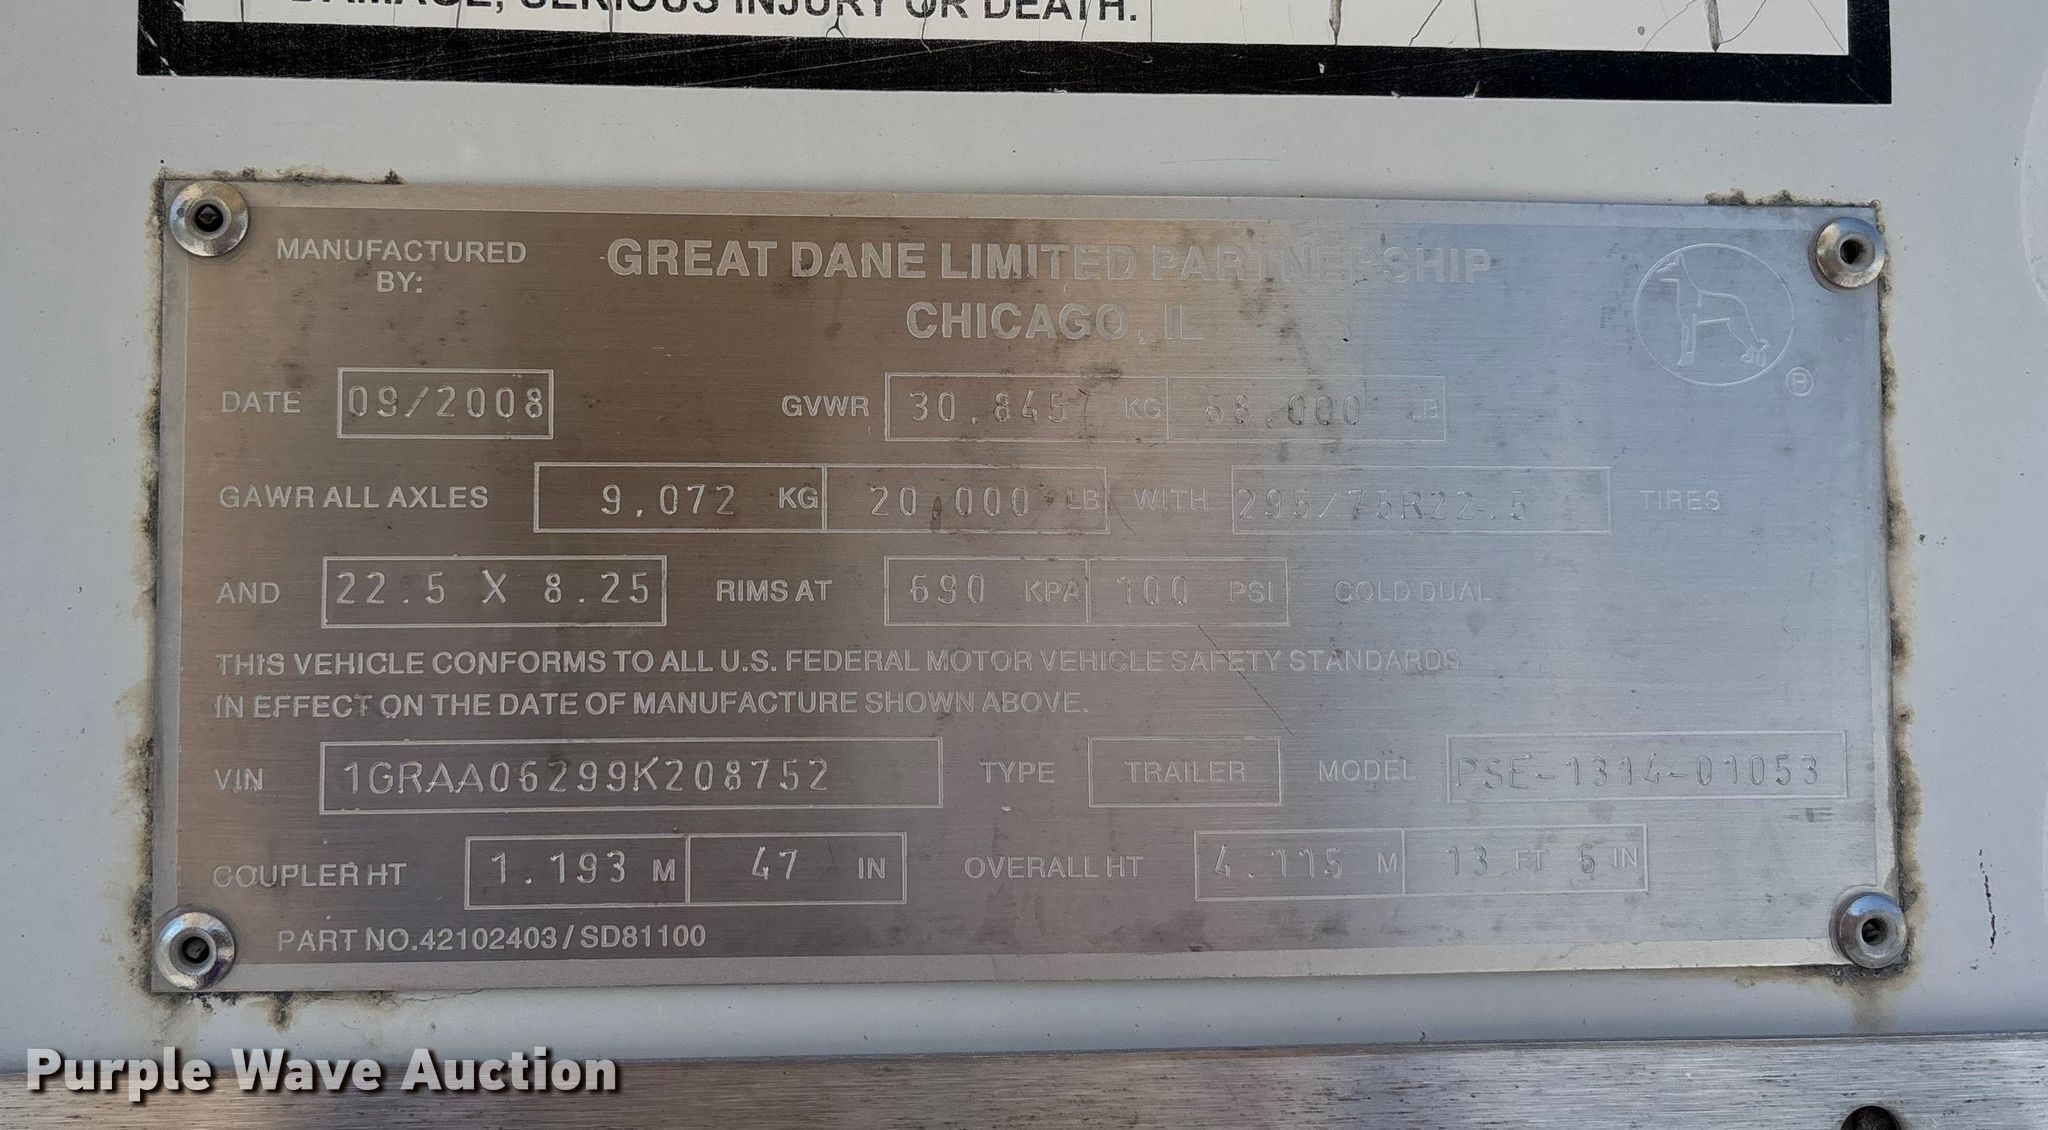 DAMAGE, SERIOUS INJURY OR DEATH.
MANUFACTURED BY: GREAT DANE LIMITED PARTNERSHIP
CHICAGO, IL
®
DATE 09/2008 GVWR 30,8457 KG 68,000 LB
GAWR ALL AXLES 9,072 KG 20,000 LB WITH 295/75R22.5 TIRES
AND 22.5 X 8.25 RIMS AT 690 KPA 100 PSI COLD DUAL
THIS VEHICLE CONFORMS TO ALL U.S. FEDERAL MOTOR VEHICLE SAFETY STANDARDS
IN EFFECT ON THE DATE OF MANUFACTURE SHOWN ABOVE.
VIN 1GRAA06299K208752 TYPE TRAILER MODEL PSE-1314-01053
COUPLER HT 1.193 M 47 IN OVERALL HT 4.115 M 13 FT 6 IN
PART NO.42102403/SD81100
Purple Wave Auction